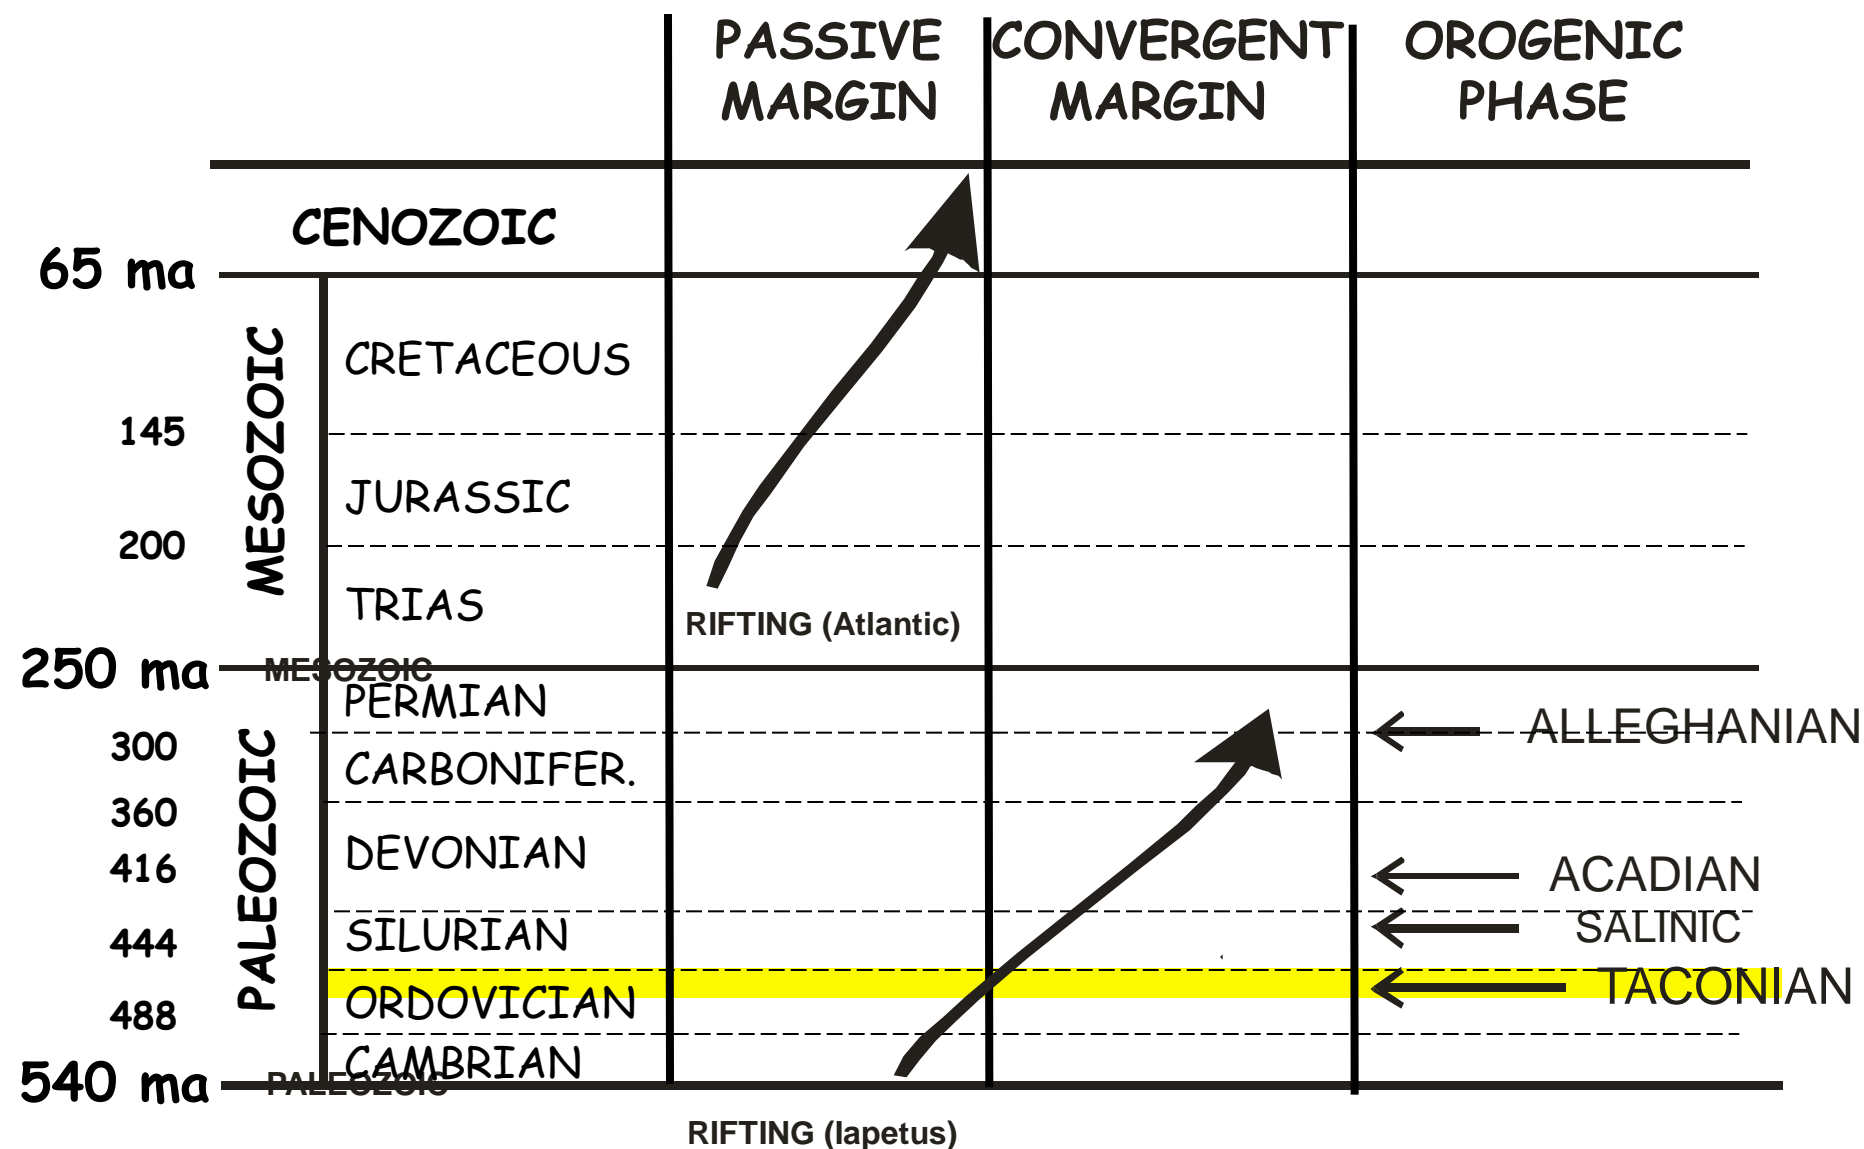 PASSIVE MARGIN
CONVERGENT MARGIN
OROGENIC PHASE
CENOZOIC
65 ma
MESOZOIC
CRETACEOUS
145
JURASSIC
200
TRIAS
RIFTING (Atlantic)
250 ma
MESOZOIC
PERMIAN
ALLEGHANIAN
300
PALEOZOIC
CARBONIFER.
360
DEVONIAN
416
ACADIAN
SILURIAN
SALINIC
444
ORDOVICIAN
TACONIAN
488
CAMBRIAN
540 ma
PALEOZOIC
RIFTING (Iapetus)